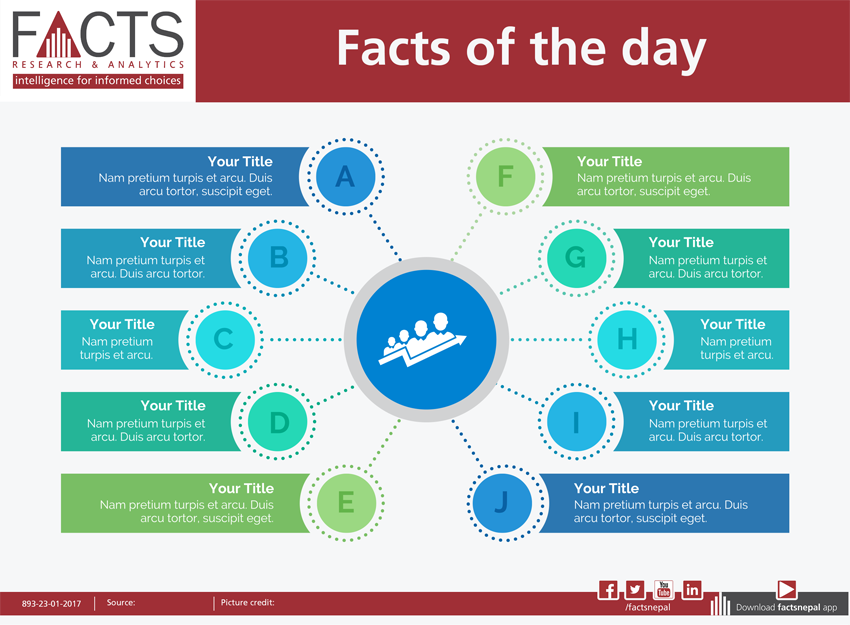 FACTS
RESEARCH & ANALYTICS
intelligence for informed choices
Facts of the day
Your Title
Nam pretium turpis et arcu. Duis
arcu tortor, suscipit eget.
A
Your Title
Nam pretium turpis et
arcu. Duis arcu tortor.
B
Your Title
Nam pretium
turpis et arcu.
C
Your Title
Nam pretium turpis et
arcu. Duis arcu tortor.
D
Your Title
Nam pretium turpis et arcu. Duis
arcu tortor, suscipit eget.
E
F
Your Title
Nam pretium turpis et arcu. Duis
arcu tortor, suscipit eget.
G
Your Title
Nam pretium turpis et
arcu. Duis arcu tortor.
H
Your Title
Nam pretium
turpis et arcu.
I
Your Title
Nam pretium turpis et
arcu. Duis arcu tortor.
J
Your Title
Nam pretium turpis et arcu. Duis
arcu tortor, suscipit eget.
893-23-01-2017
Source:
Picture credit:
f
You
Tube
in
/factsnepal
Download factsnepal app